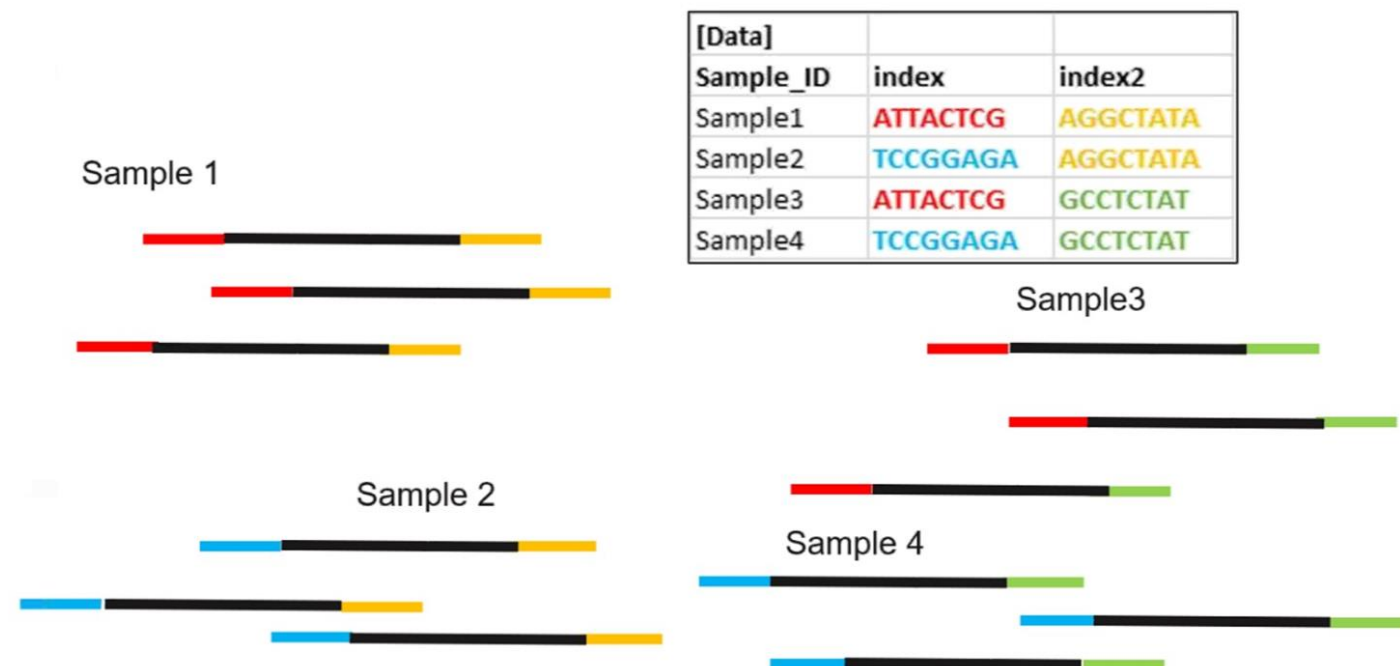 [Data]
Sample_ID index index2
Sample1 ATTACTCG AGGCTATA
Sample2 TCCGGAGA AGGCTATA
Sample3 ATTACTCG GCCTCTAT
Sample4 TCCGGAGA GCCTCTAT
Sample 1
Sample3
Sample 2
Sample 4